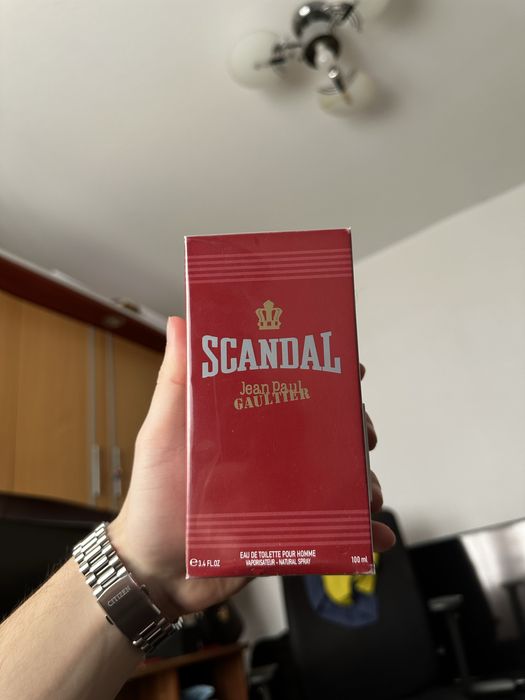 SCANDAL
Jean Paul
GAULTIER
EAU DE TOILETTE POUR HOMME
VAPORISATEUR - NATURAL SPRAY
℮ 3.4 FL.OZ
100 ml
CITIZEN